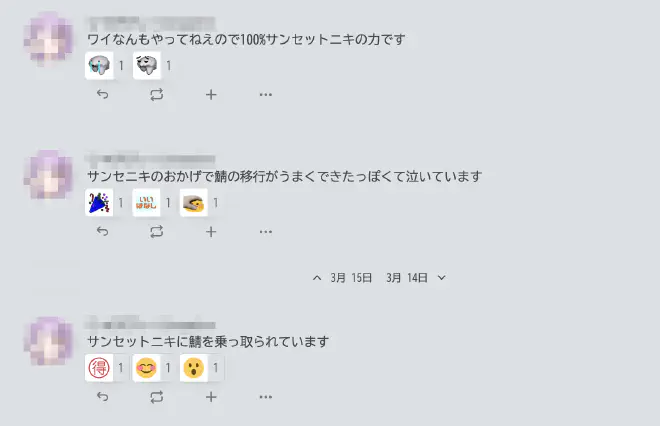 ワイなんもやってねえので100%サンセットニキの力です
1 1
サンセニキのおかげで鯖の移行がうまくできたっぽくて泣いています
1 いいはなし 1 1
3月 15日 3月 14日
サンセットニキに鯖を乗っ取られています
得 1 1 1